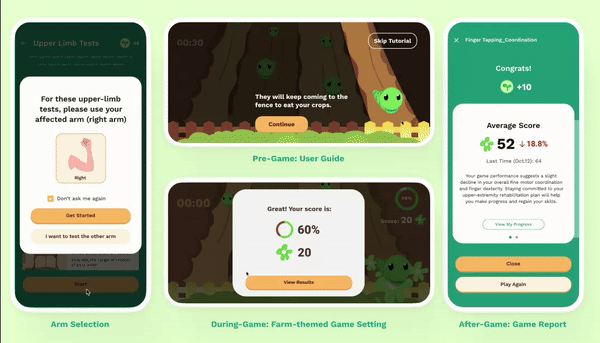 Upper Limb Tests
For these upper-limb
tests, please use your
affected arm (right arm)
Right
Don't ask me again
Get Started
I want to test the other arm
Start
Arm Selection
00:30
Skip Tutorial
They will keep coming to the
fence to eat your crops.
Continue
Pre-Game: User Guide
00:00
Score: 20
Great! Your score is:
60%
20
View Results
During-Game: Farm-themed Game Setting
Finger Tapping_Coordination
Congrats!
+10
Average Score
52
18.8%
Last Time (Oct.12): 64
Your game performance suggests a slight
decline in your overall fine motor coordination
and finger dexterity. Staying committed to your
upper-extremity rehabilitation plan will help
you make progress and regain your skills.
View My Progress
Close
Play Again
After-Game: Game Report